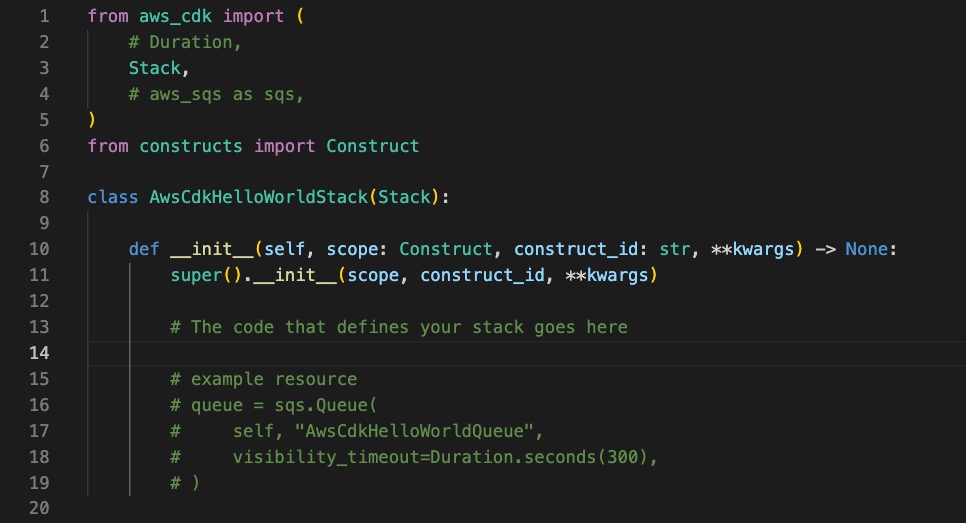 1 from aws_cdk import (
2     # Duration,
3     Stack,
4     # aws_sqs as sqs,
5 )
6 from constructs import Construct
7
8 class AwsCdkHelloWorldStack(Stack):
9
10     def __init__(self, scope: Construct, construct_id: str, **kwargs) -> None:
11         super().__init__(scope, construct_id, **kwargs)
12
13         # The code that defines your stack goes here
14
15         # example resource
16         # queue = sqs.Queue(
17         #     self, "AwsCdkHelloWorldQueue",
18         #     visibility_timeout=Duration.seconds(300),
19         # )
20